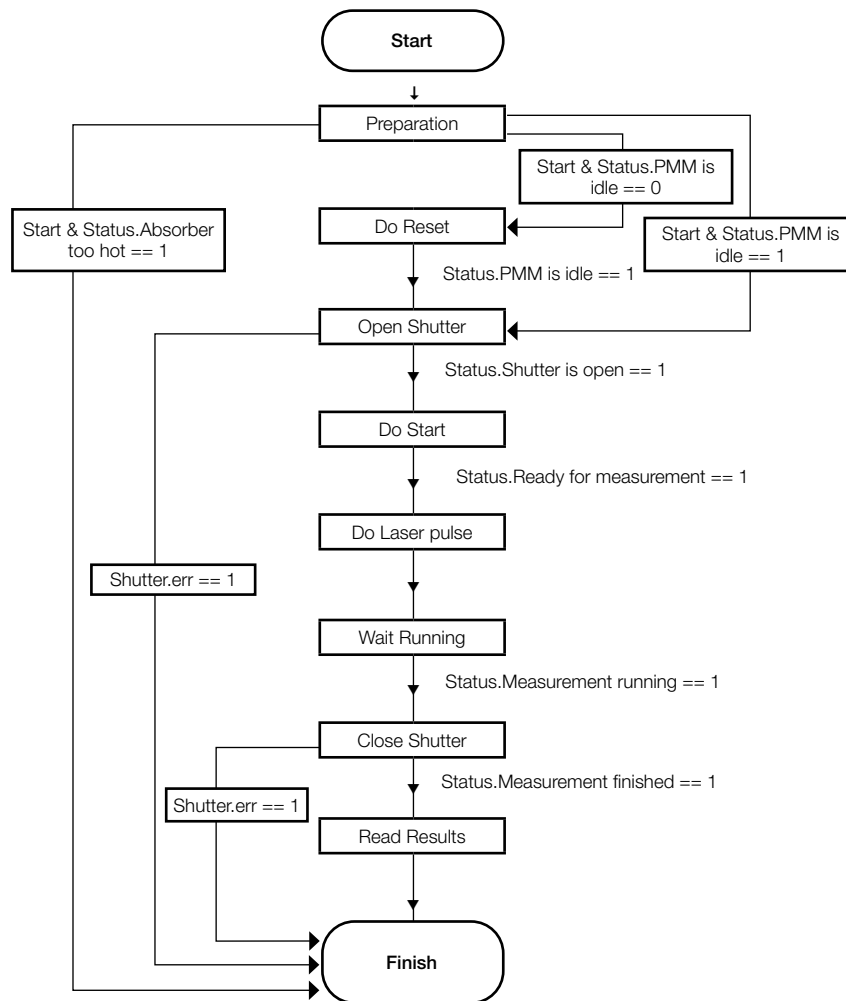 Start
Preparation
Start & Status.PMM is
idle == 0
Start & Status.Absorber
too hot == 1
Do Reset
Start & Status.PMM is
idle == 1
Status.PMM is idle == 1
Open Shutter
Status.Shutter is open == 1
Do Start
Status.Ready for measurement == 1
Do Laser pulse
Shutter.err == 1
Wait Running
Status.Measurement running == 1
Close Shutter
Status.Measurement finished == 1
Shutter.err == 1
Read Results
Finish